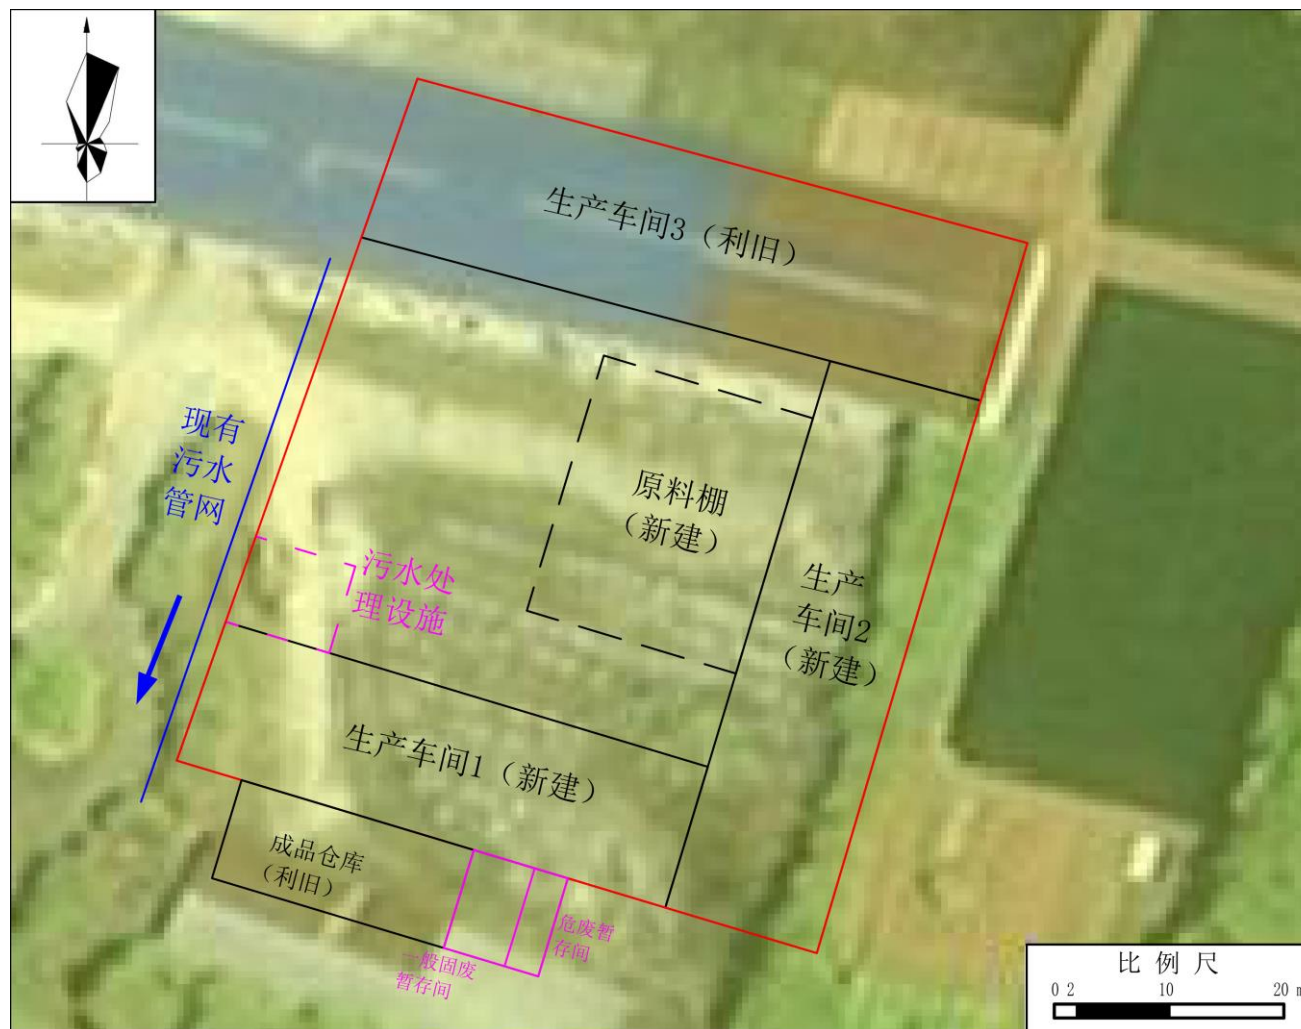 生产车间3（利旧）
现有
污水
管网
原料棚
（新建）
污水处
理设施
生产
车间2
（新建）
生产车间1（新建）
成品仓库
（利旧）
危废暂
存间
一般固废
暂存间
比例尺
0 2 10 20 m